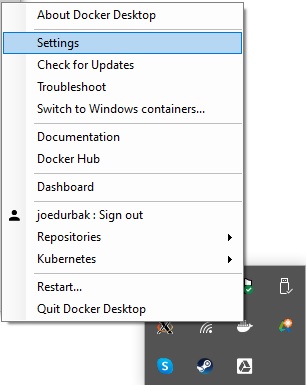 About Docker Desktop
Settings
Check for Updates
Troubleshoot
Switch to Windows containers...
Documentation
Docker Hub
Dashboard
joedurbak : Sign out
Repositories
Kubernetes
Restart...
Quit Docker Desktop